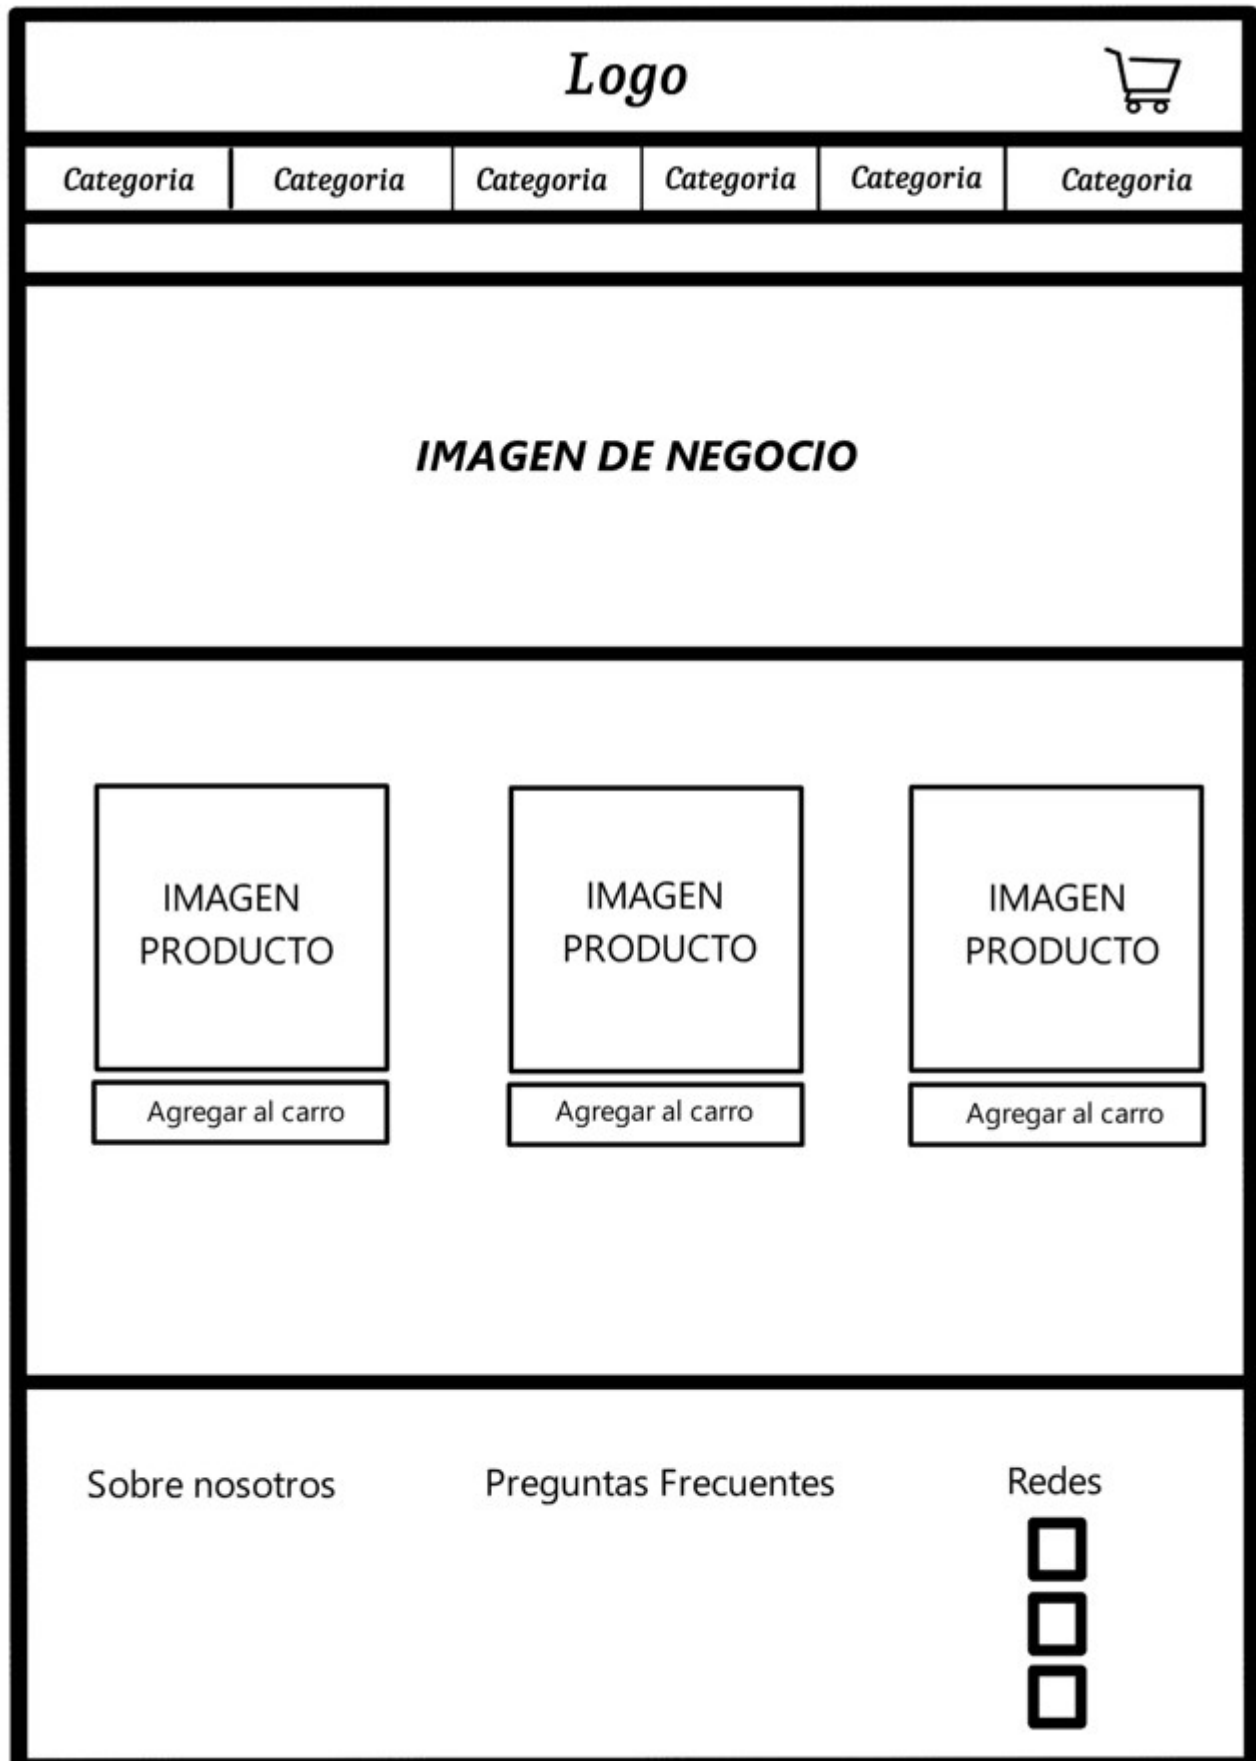 Logo
Categoria Categoria Categoria Categoria Categoria Categoria
IMAGEN DE NEGOCIO
IMAGEN
PRODUCTO
Agregar al carro
IMAGEN
PRODUCTO
Agregar al carro
IMAGEN
PRODUCTO
Agregar al carro
Sobre nosotros
Preguntas Frecuentes
Redes